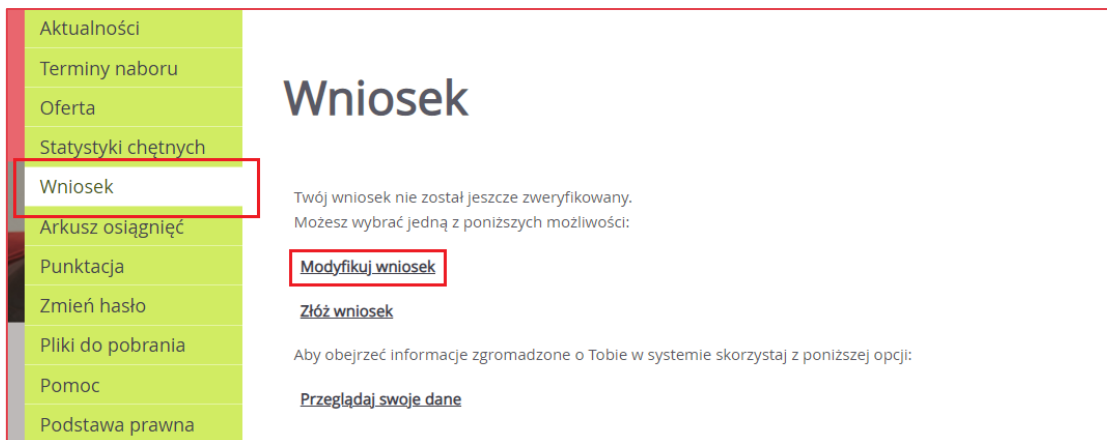 Aktualności
Terminy naboru
Oferta
Statystyki chętnych
Wniosek
Arkusz osiągnięć
Punktacja
Zmień hasło
Pliki do pobrania
Pomoc
Podstawa prawna
Wniosek
Twój wniosek nie został jeszcze zweryfikowany.
Możesz wybrać jedną z poniższych możliwości:
Modyfikuj wniosek
Złóż wniosek
Aby obejrzeć informacje zgromadzone o Tobie w systemie skorzystaj z poniższej opcji:
Przeglądaj swoje dane